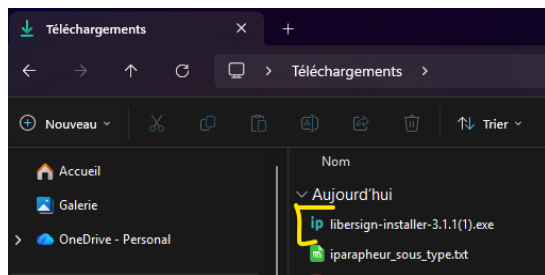 Téléchargements
Téléchargements
Nouveau
Trier
Nom
Accueil
Aujourd'hui
Galerie
ip libersign-installer-3.1.1(1).exe
OneDrive - Personal
iparapheur_sous_type.txt